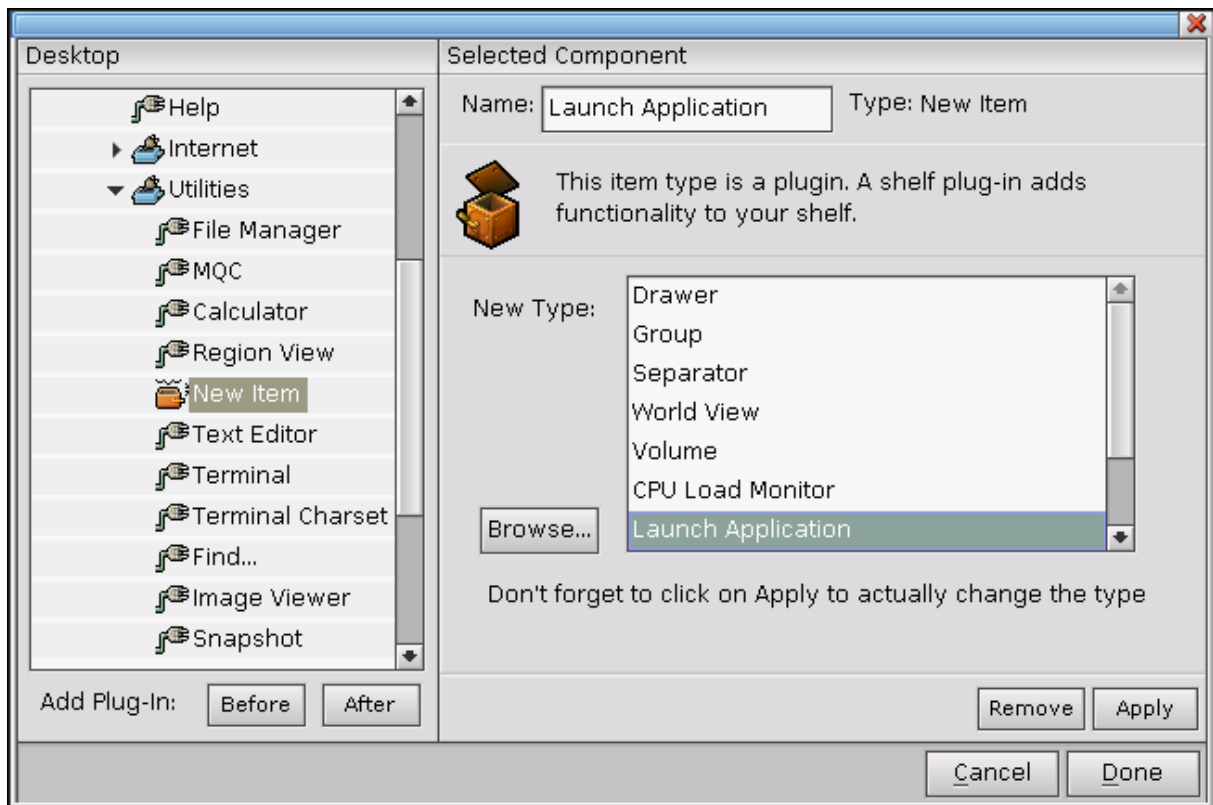 Desktop
Help
Internet
Utilities
File Manager
MQC
Calculator
Region View
New Item
Text Editor
Terminal
Terminal Charset
Find...
Image Viewer
Snapshot
Add Plug-In: Before After
Selected Component
Name: Launch Application Type: New Item
This item type is a plugin. A shelf plug-in adds
functionality to your shelf.
New Type:
Drawer
Group
Separator
World View
Volume
CPU Load Monitor
Launch Application
Browse...
Don't forget to click on Apply to actually change the type
Remove Apply
Cancel Done